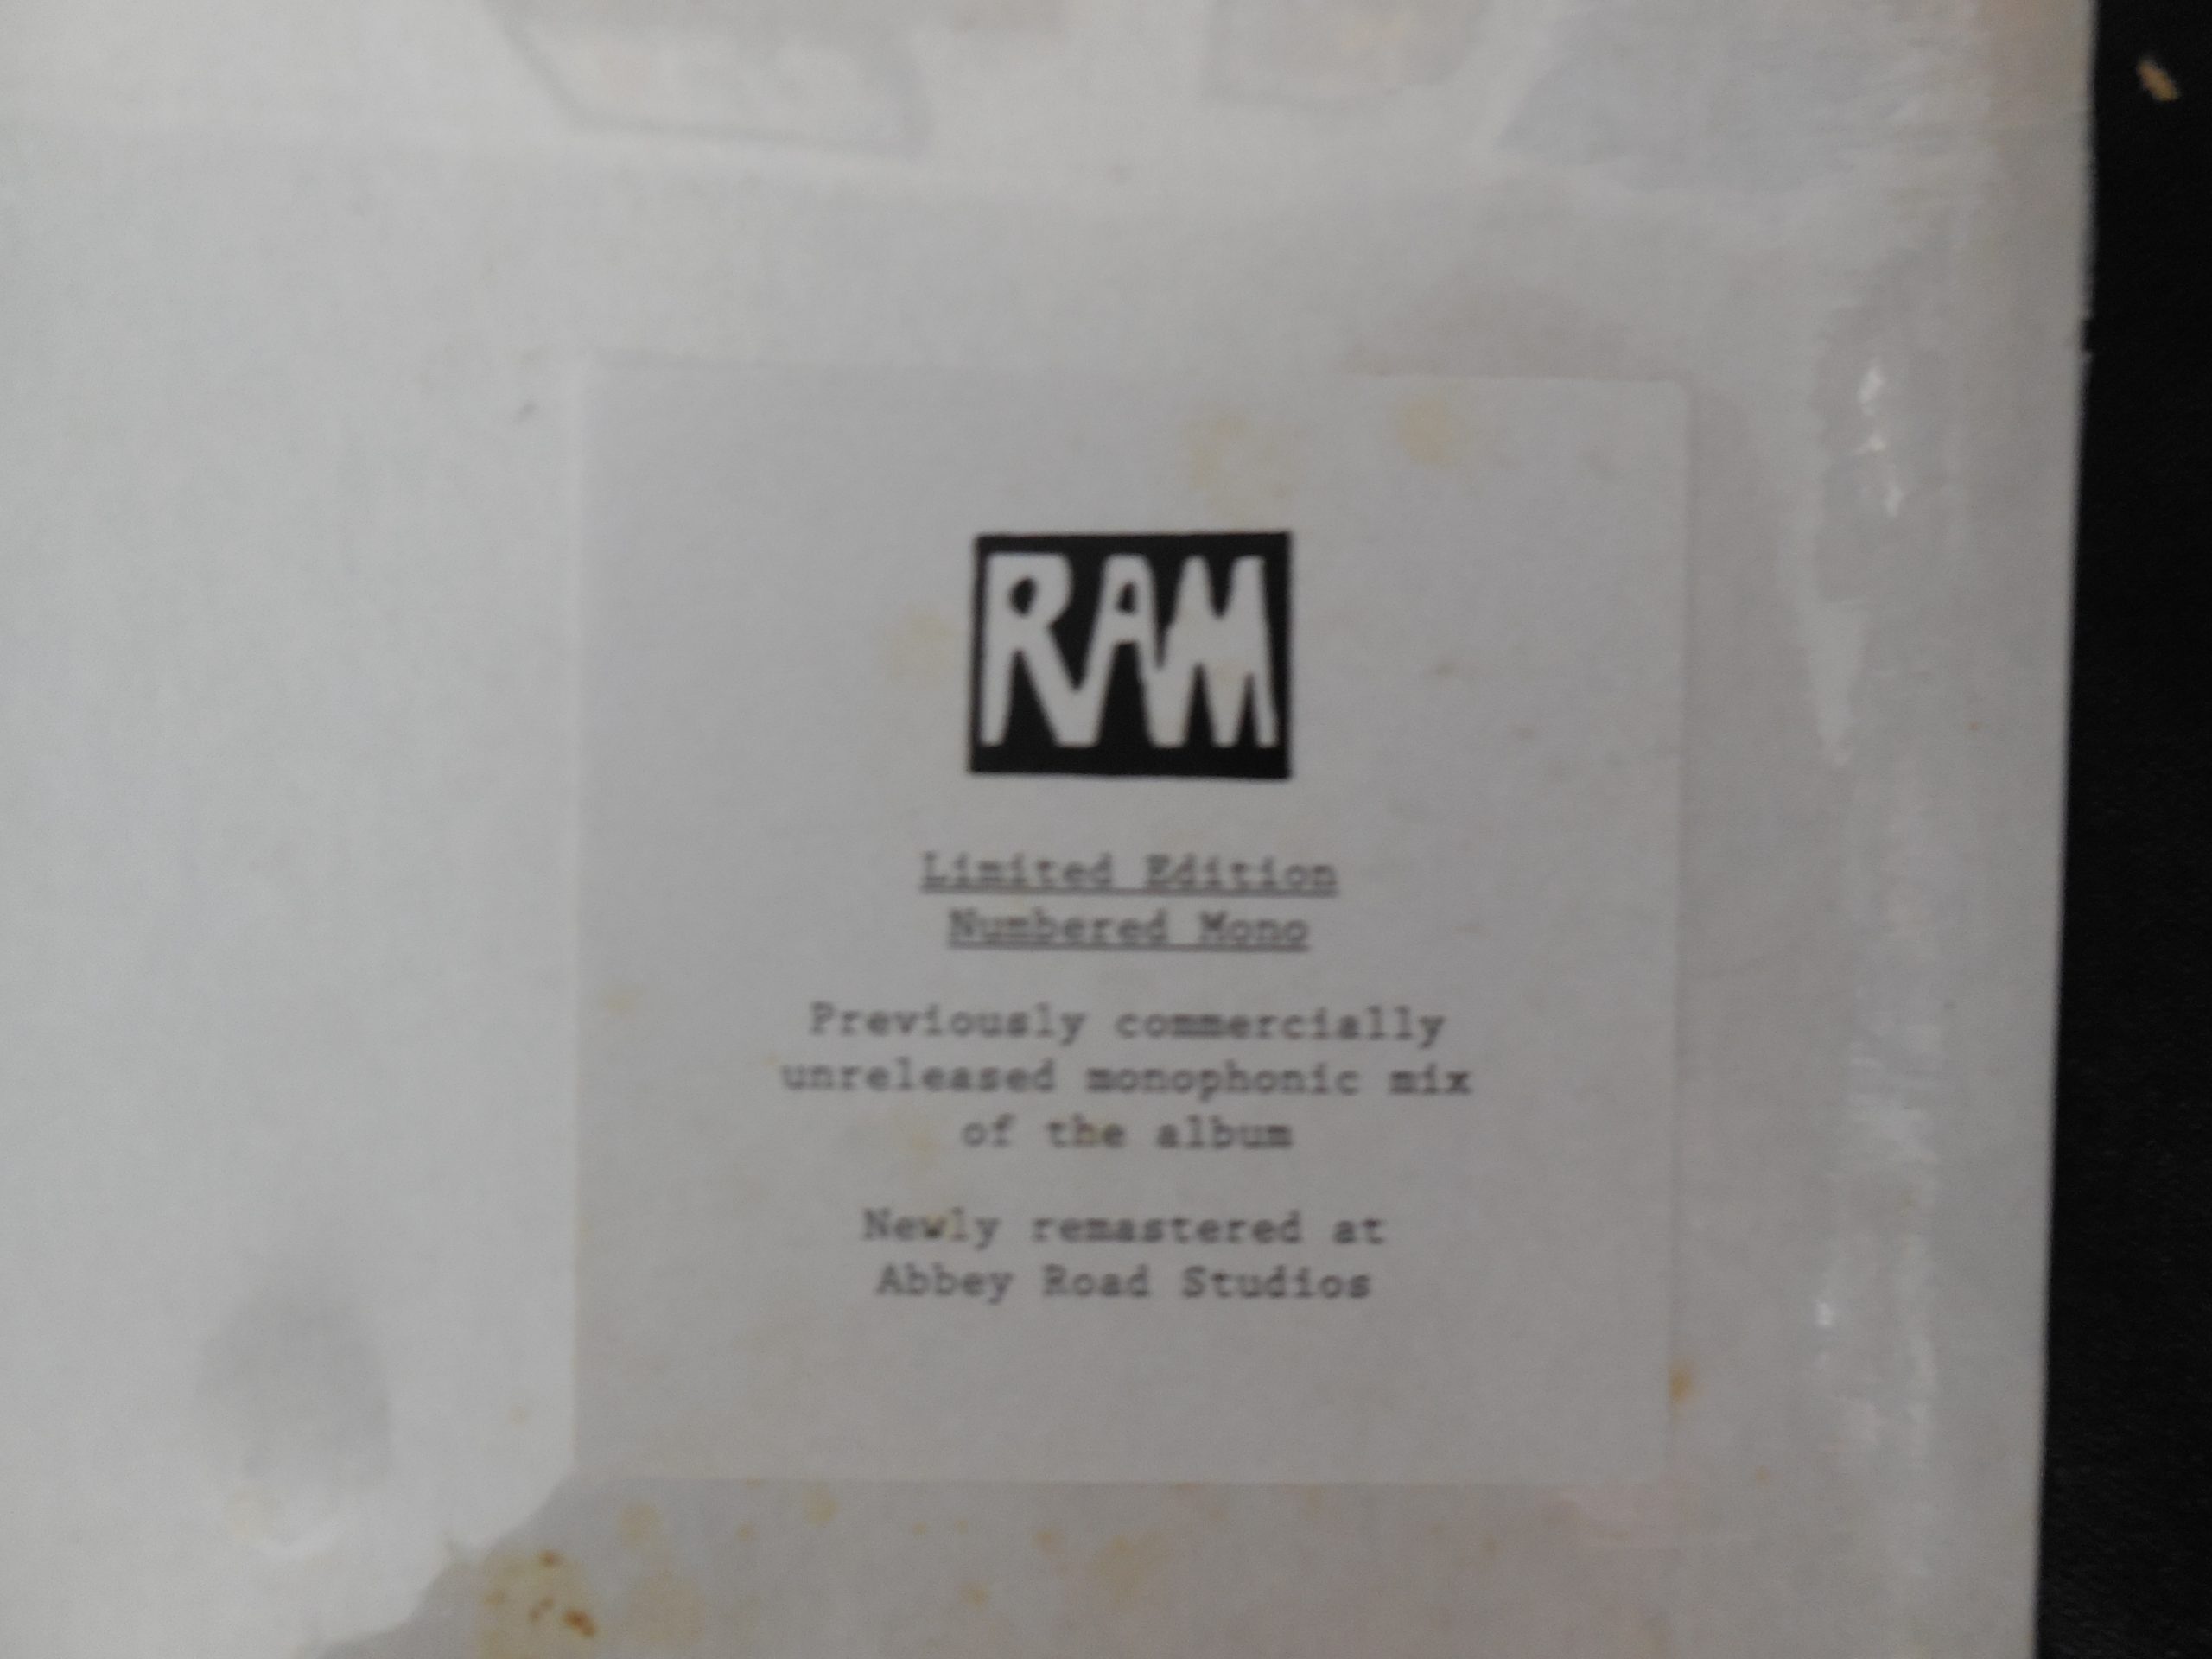 RAM
Limited Edition
Numbered Mono
Previously commercially
unreleased monophonic mix
of the album
Newly remastered at
Abbey Road Studios